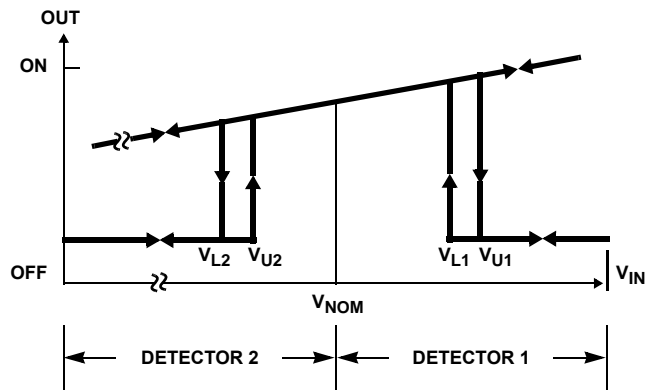 OUT
ON
OFF
V_L2
V_U2
V_L1
V_U1
V_IN
V_NOM
DETECTOR 2
DETECTOR 1